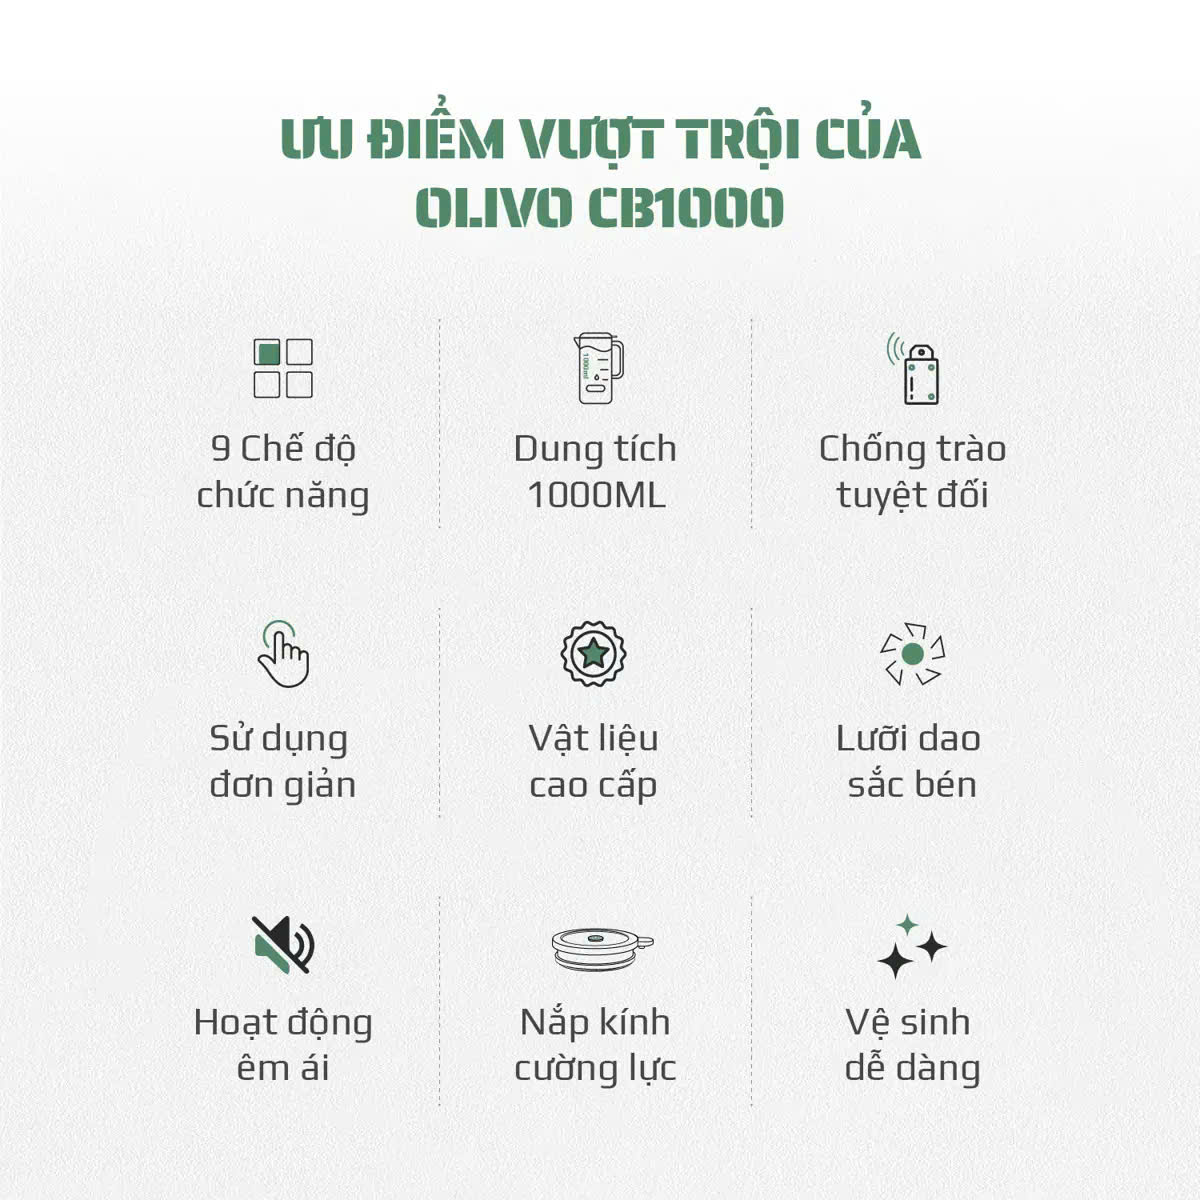 ƯU ĐIỂM VƯỢT TRỘI CỦA
OLIVO CB1000
1000ml
9 Chế độ
chức năng
Dung tích
1000ML
Chống trào
tuyệt đối
Sử dụng
đơn giản
Vật liệu
cao cấp
Lưỡi dao
sắc bén
Hoạt động
êm ái
Nắp kính
cường lực
Vệ sinh
dễ dàng